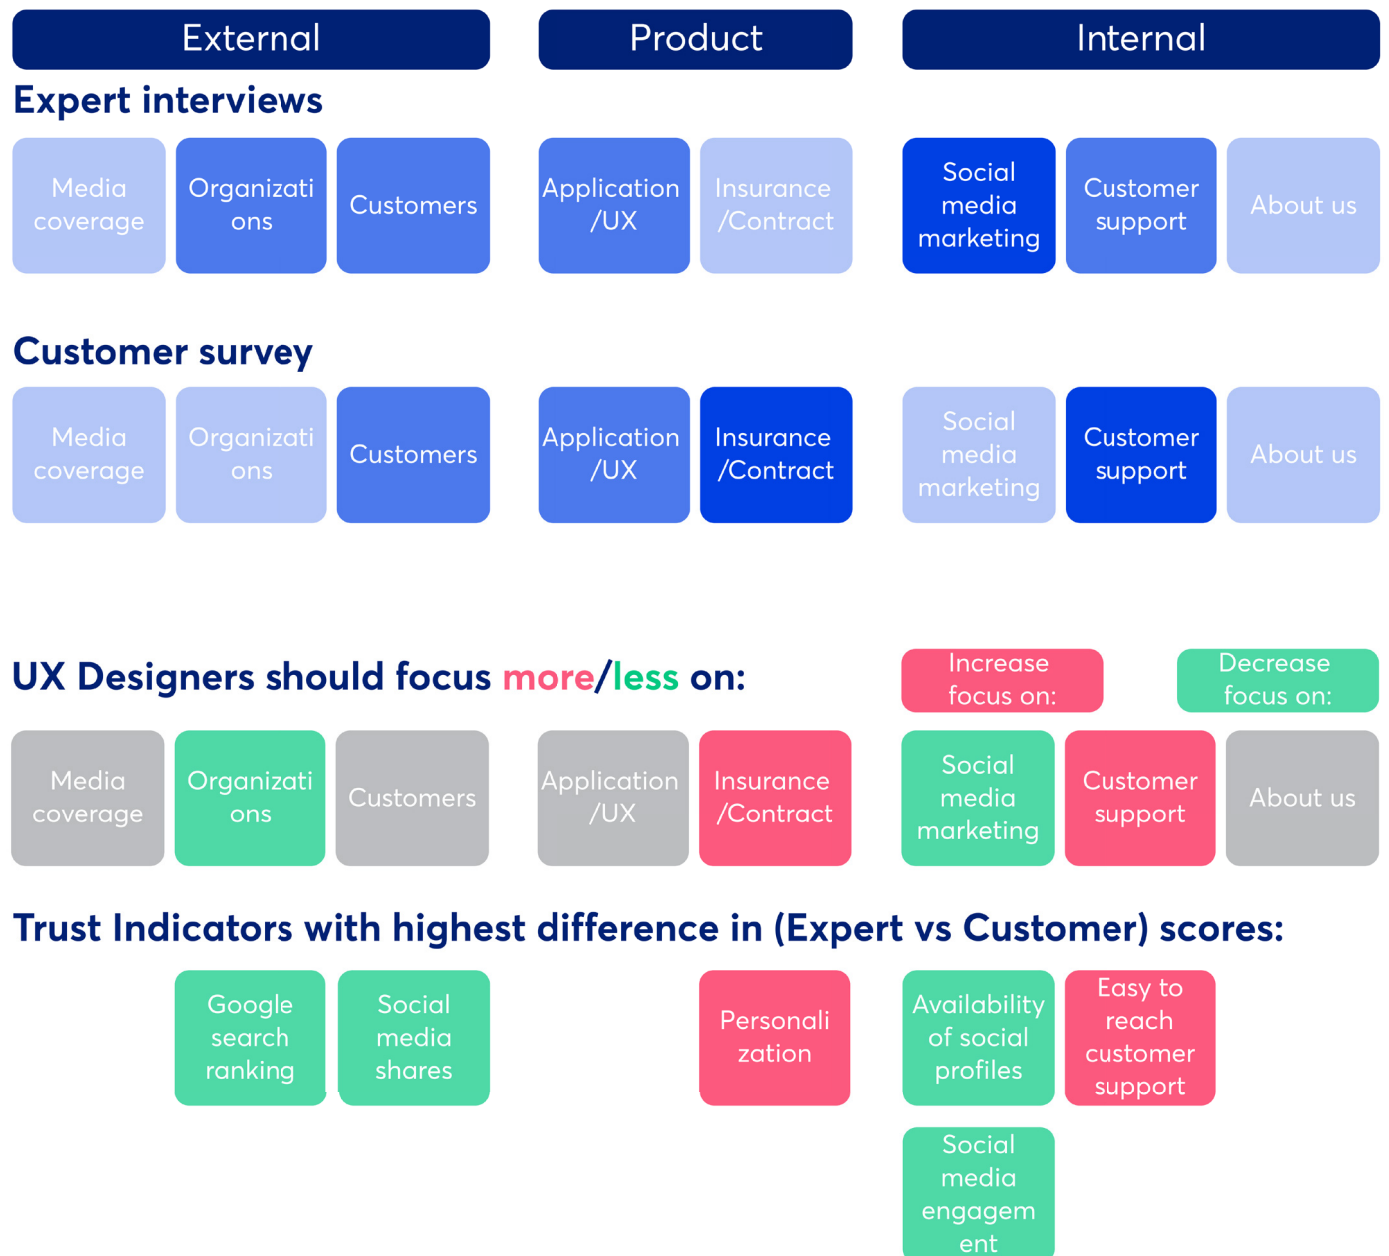 External
Product
Internal
Expert interviews
Media
coverage
Organizati
ons
Customers
Application
/UX
Insurance
/Contract
Social
media
marketing
Customer
support
About us
Customer survey
Media
coverage
Organizati
ons
Customers
Application
/UX
Insurance
/Contract
Social
media
marketing
Customer
support
About us
UX Designers should focus more/less on:
Increase
focus on:
Decrease
focus on:
Media
coverage
Organizati
ons
Customers
Application
/UX
Insurance
/Contract
Social
media
marketing
Customer
support
About us
Trust Indicators with highest difference in (Expert vs Customer) scores:
Google
search
ranking
Social
media
shares
Personali
zation
Availability
of social
profiles
Easy to
reach
customer
support
Social
media
engagem
ent